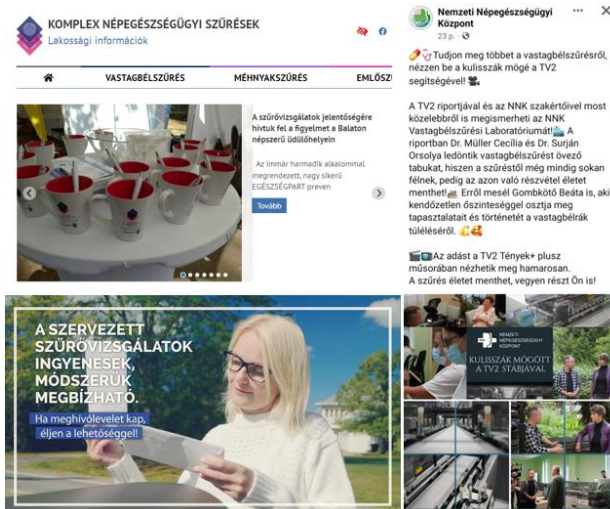 KOMPLEX NÉPEGÉSZSÉGÜGYI SZŰRÉSEK
Lakossági információk
VASTAGBÉLSZŰRÉS
MÉHNYAKSZŰRÉS
EMLŐSZŰ
A szűrővizsgálatok jelentőségére
hívtuk fel a figyelmet a Balaton
népszerű üdülőhelyein
Az immár harmadik alkalommal
megrendezett, nagy sikerű
EGÉSZSÉGPART preven
Tovább
A SZERVEZETT
SZŰRŐVIZSGÁLATOK
INGYENESEK,
MÓDSZERÜK
MEGBÍZHATÓ.
Ha meghívólevelet kap,
éljen a lehetőséggel!
Nemzeti Népegészségügyi
Központ
23 p.
Tudjon meg többet a vastagbélszűrésről,
nézzen be a kulisszák mögé a TV2
segítségével!
A TV2 riportjával és az NNK szakértőivel most
közelebbről is megismerheti az NNK
Vastagbélszűrési Laboratóriumát! A
riportban Dr. Müller Cecília és Dr. Surján
Orsolya ledöntik vastagbélszűrést övező
tabukat, hiszen a szűréstől még mindig sokan
félnek, pedig az azon való részvétel életet
menthet! Erről mesél Gombkötő Beáta is, aki
kendőzetlen őszinteséggel osztja meg
tapasztalatait és történetét a vastagbélrák
túléléséről.
Az adást a TV2 Tények+ plusz
műsorában nézhetik meg hamarosan.
A szűrés életet menthet, vegyen részt Ön is!
NEMZETI
NÉPEGÉSZSÉGÜGYI
KÖZPONT
KULISSZÁK MÖGÖTT
A TV2 STÁBJÁVAL